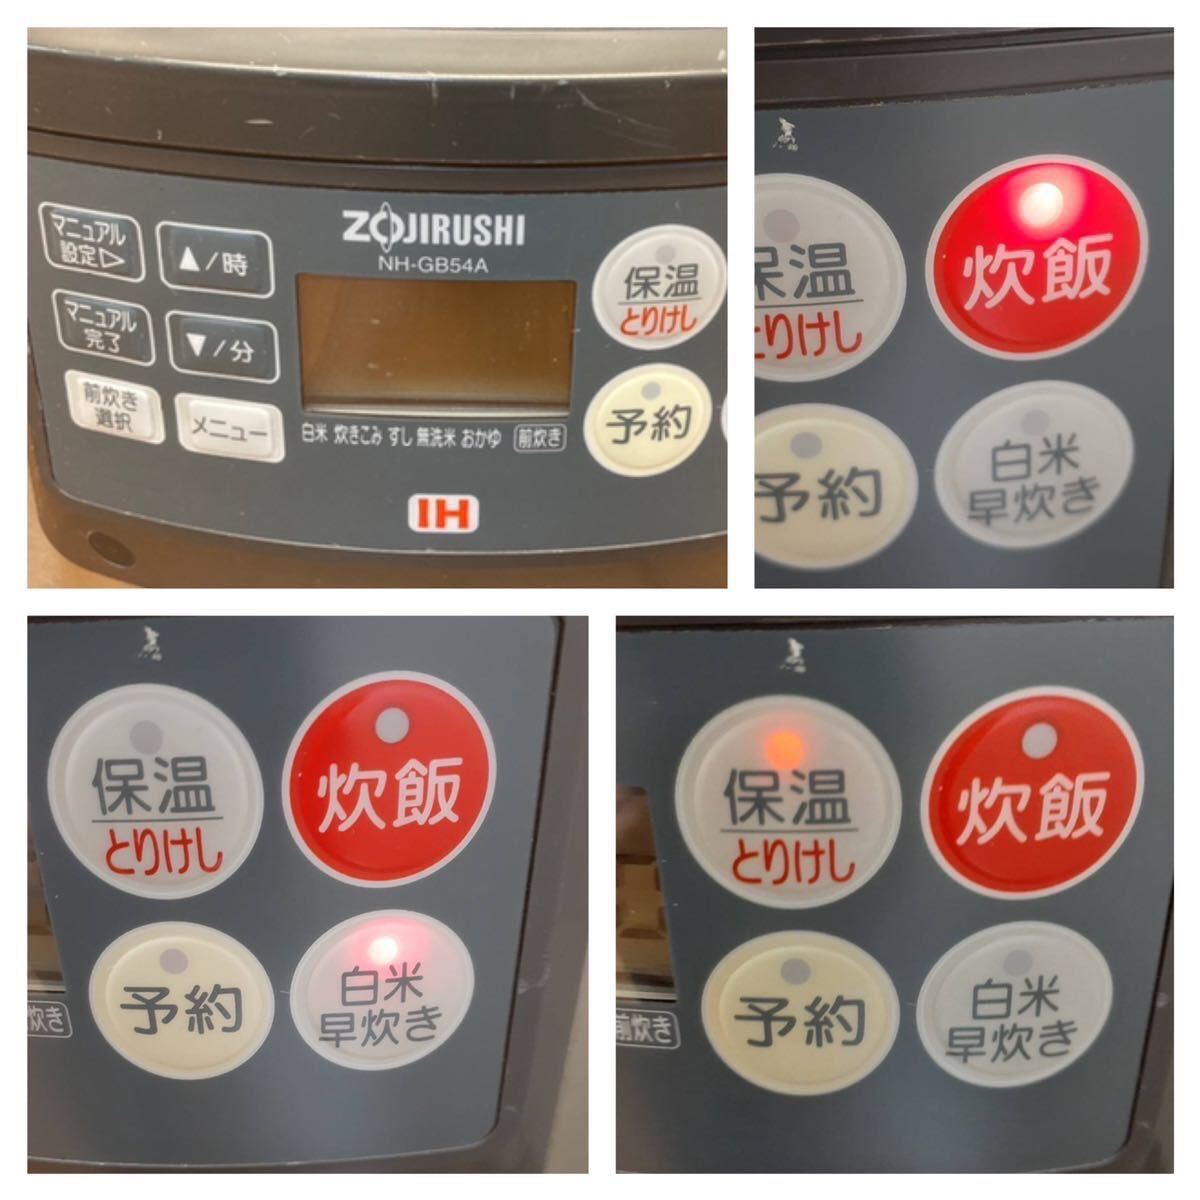 ZOJIRUSHI
NH-GB54A
マニュアル
設定▷
▲/時
マニュアル
完了
▼/分
前炊き
選択
メニュー
保温
とりけし
予約
白米 炊きこみ すし 無洗米 おかゆ 前炊き
IH
保温
とりけし
炊飯
予約
白米
早炊き
保温
とりけし
炊飯
予約
白米
早炊き
炊き
保温
とりけし
炊飯
予約
白米
早炊き
前炊き